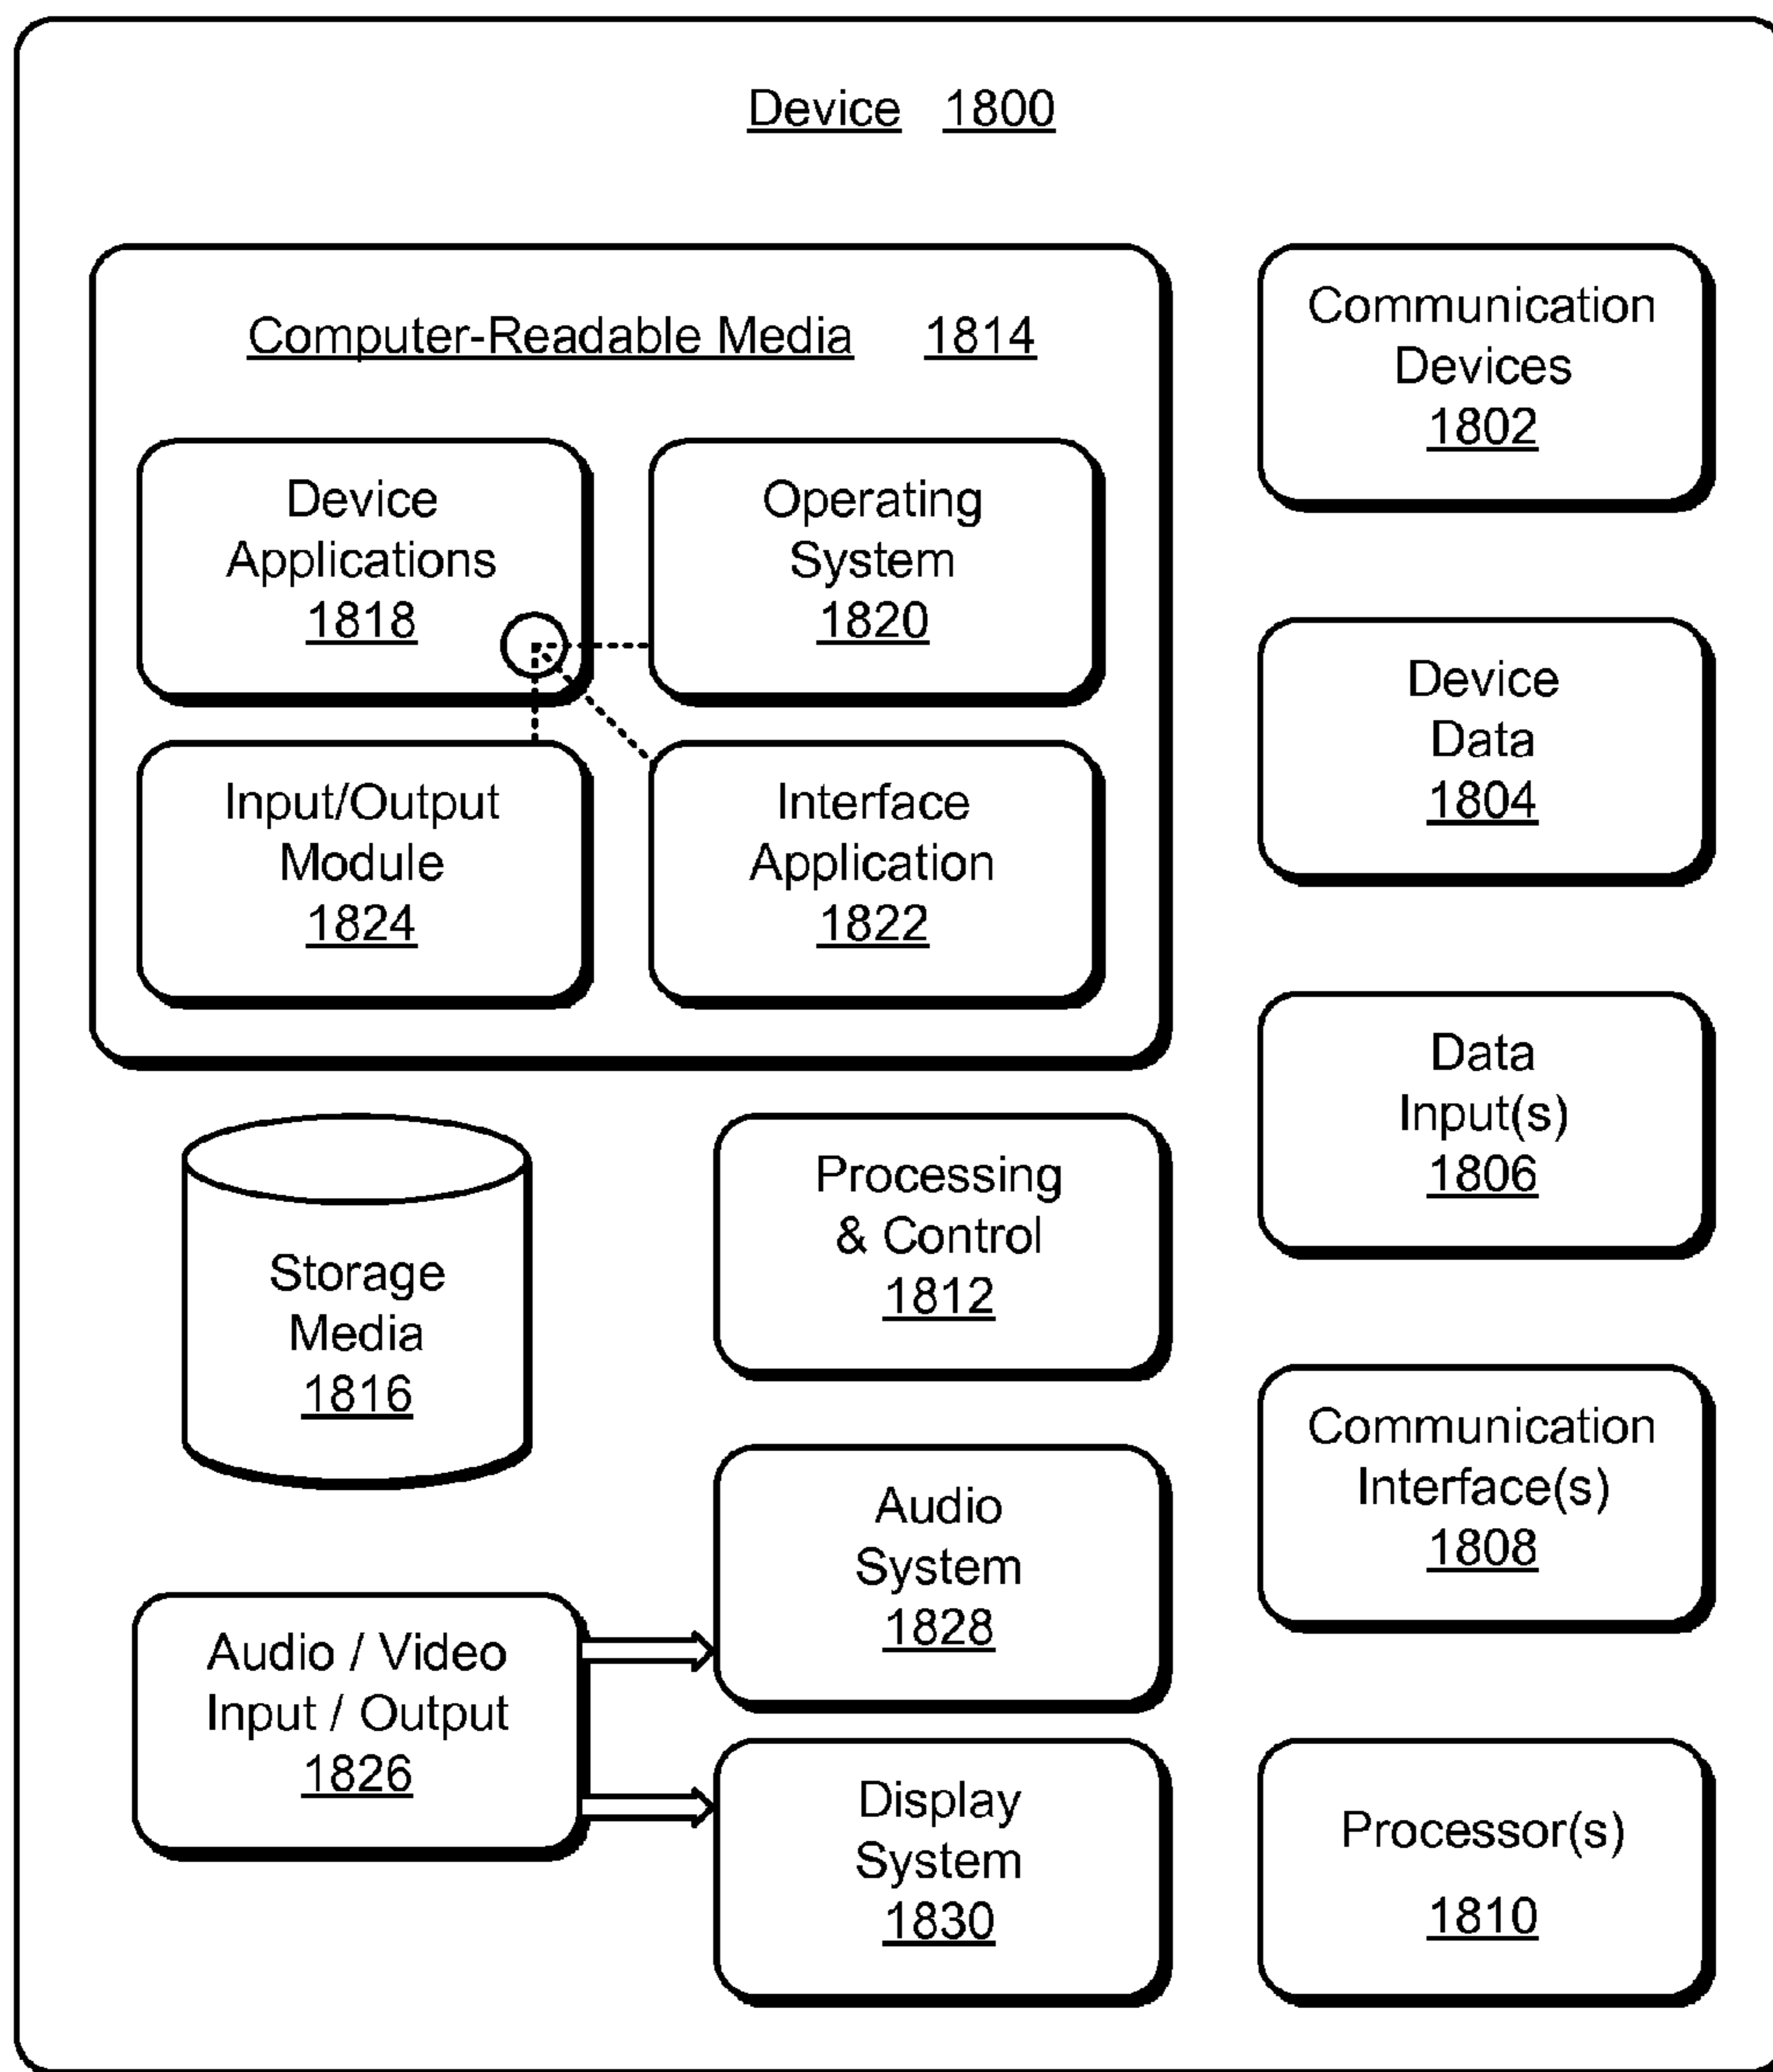 Device 1800
Computer-Readable Media 1814
Device
Applications
1818
Operating
System
1820
Input/Output
Module
1824
Interface
Application
1822
Storage
Media
1816
Processing
& Control
1812
Audio / Video
Input / Output
1826
Audio
System
1828
Display
System
1830
Communication
Devices
1802
Device
Data
1804
Data
Input(s)
1806
Communication
Interface(s)
1808
Processor(s)
1810